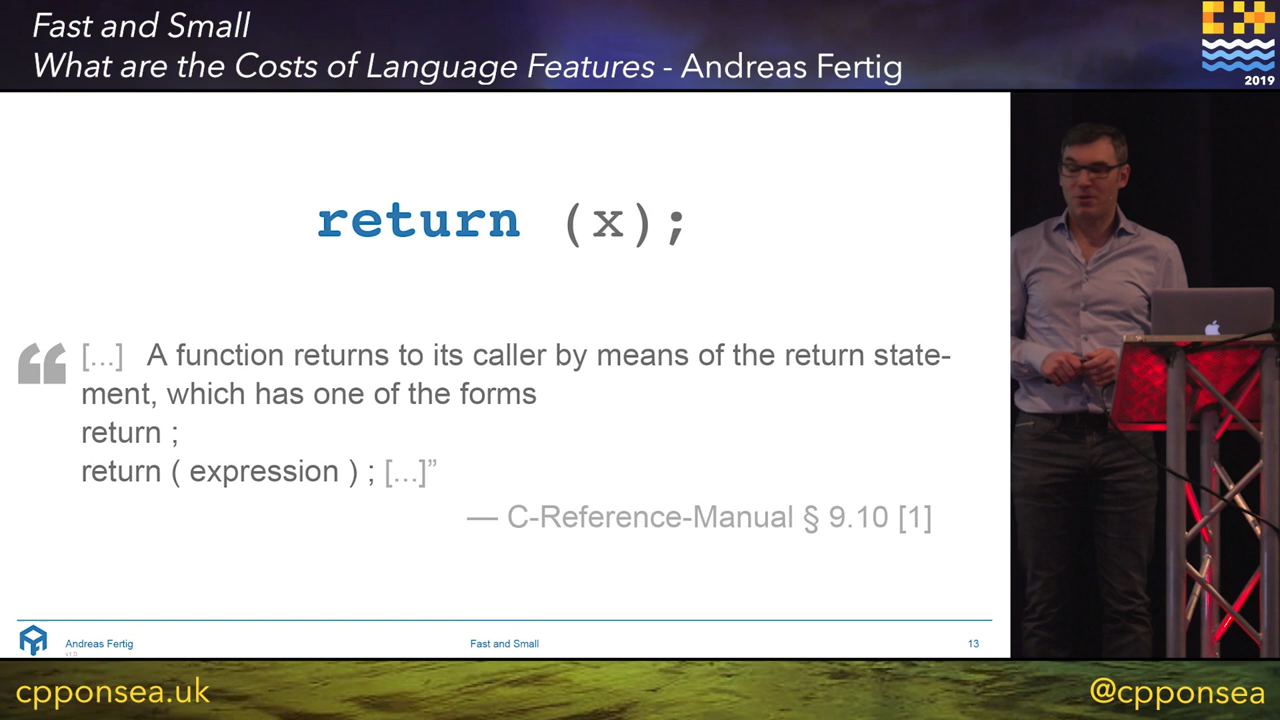 Fast and Small
What are the Costs of Language Features - Andreas Fertig
2019
return (x);
“ [...] A function returns to its caller by means of the return state-
ment, which has one of the forms
return ;
return ( expression ) ; [...]”
— C-Reference-Manual § 9.10 [1]
Andreas Fertig
v1.0
Fast and Small
13
cpponsea.uk
@cpponsea